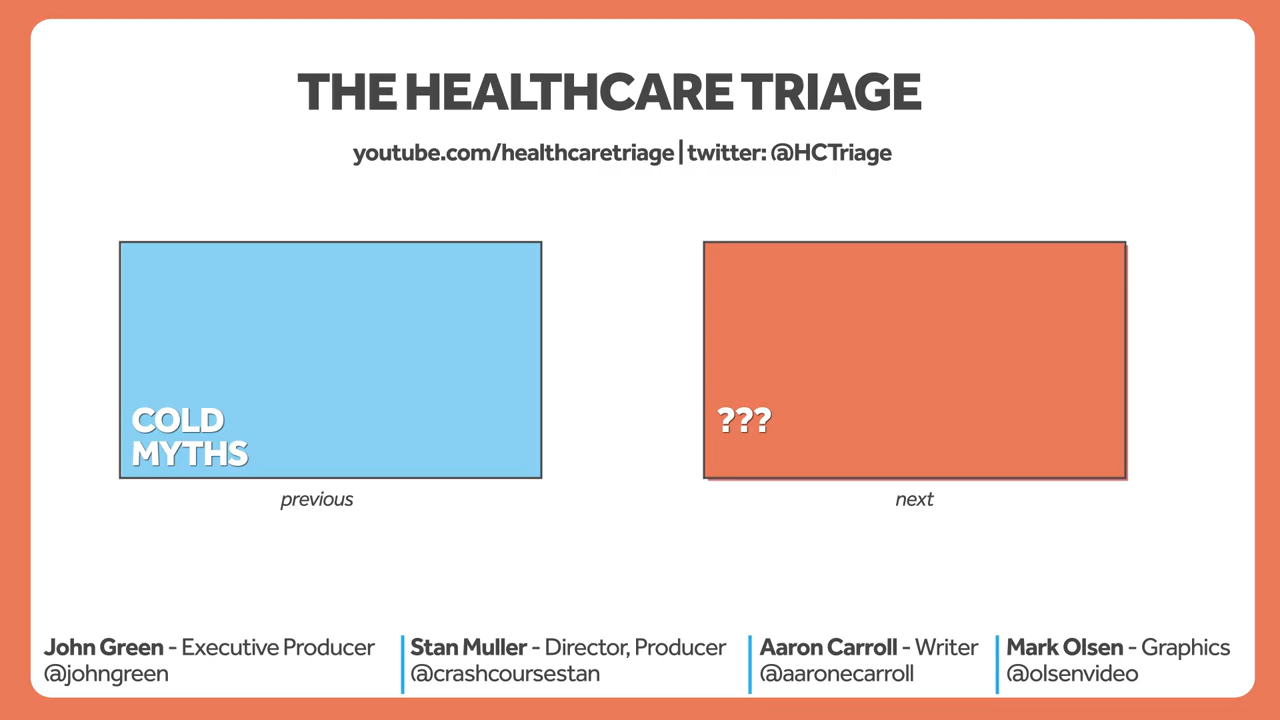 THE HEALTHCARE TRIAGE
youtube.com/healthcaretriage | twitter: @HCTriage
COLD
MYTHS
???
previous
next
John Green - Executive Producer
@johngreen
Stan Muller - Director, Producer
@crashcoursestan
Aaron Carroll - Writer
@aaronecarroll
Mark Olsen - Graphics
@olsenvideo